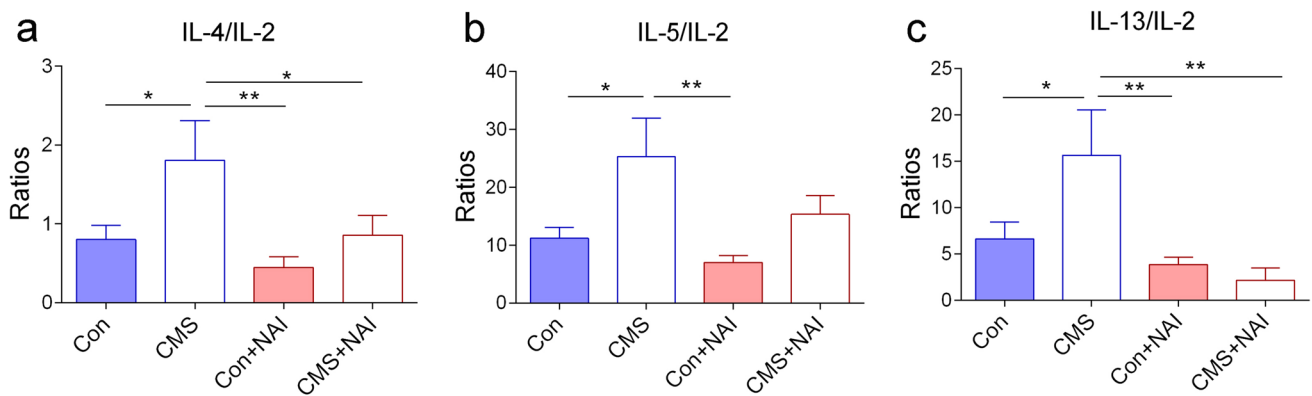 a
IL-4/IL-2
Ratios
3
2
1
0
*
**
*
Con
CMS
Con+NAI
CMS+NAI
b
IL-5/IL-2
Ratios
40
30
20
10
0
*
**
Con
CMS
Con+NAI
CMS+NAI
c
IL-13/IL-2
Ratios
25
20
15
10
5
0
*
**
**
Con
CMS
Con+NAI
CMS+NAI